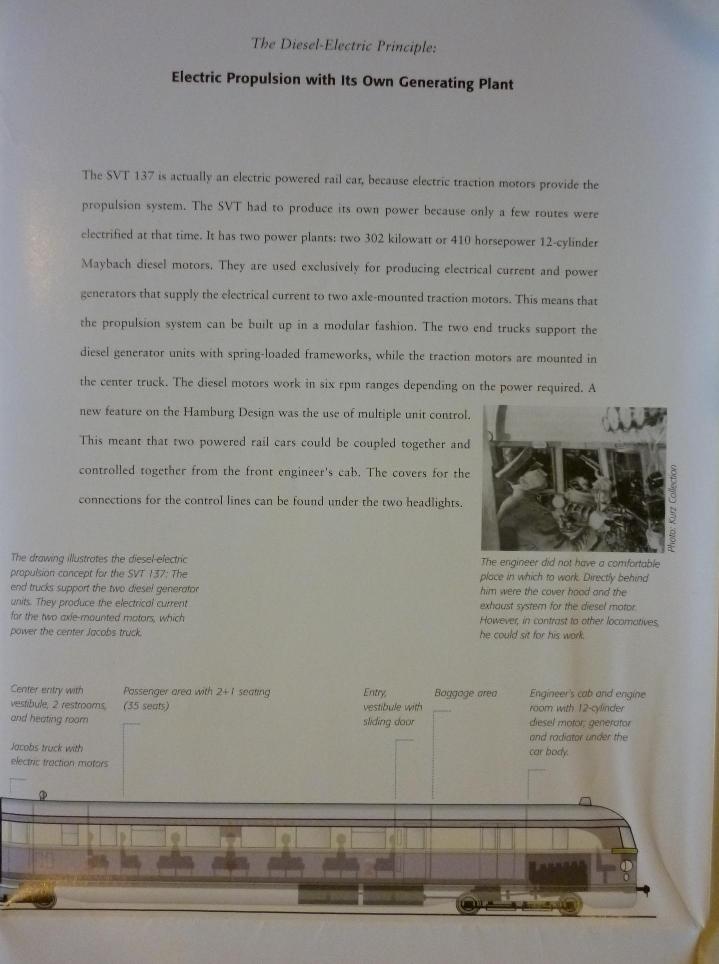 The Diesel-Electric Principle:
Electric Propulsion with Its Own Generating Plant
The SVT 137 is actually an electric powered rail car, because electric traction motors provide the
propulsion system. The SVT had to produce its own power because only a few routes were
electrified at that time. It has two power plants: two 302 kilowatt or 410 horsepower 12-cylinder
Maybach diesel motors. They are used exclusively for producing electrical current and power
generators that supply the electrical current to two axle-mounted traction motors. This means that
the propulsion system can be built up in a modular fashion. The two end trucks support the
diesel generator units with spring-loaded frameworks, while the traction motors are mounted in
the center truck. The diesel motors work in six rpm ranges depending on the power required. A
new feature on the Hamburg Design was the use of multiple unit control.
This meant that two powered rail cars could be coupled together and
controlled together from the front engineer's cab. The covers for the
connections for the control lines can be found under the two headlights.
Photo: Kurz Collection
The drawing illustrates the diesel-electric
propulsion concept for the SVT 137: The
end trucks support the two diesel generator
units. They produce the electrical current
for the two axle-mounted motors, which
power the center Jacobs truck.
The engineer did not have a comfortable
place in which to work. Directly behind
him were the cover hood and the
exhaust system for the diesel motor.
However, in contrast to other locomotives,
he could sit for his work.
Center entry with
vestibule, 2 restrooms,
and heating room
Jacobs truck with
electric traction motors
Passenger area with 2+1 seating
(35 seats)
Entry,
vestibule with
sliding door
Baggage area
Engineer's cab and engine
room with 12-cylinder
diesel motor; generator
and radiator under the
car body.